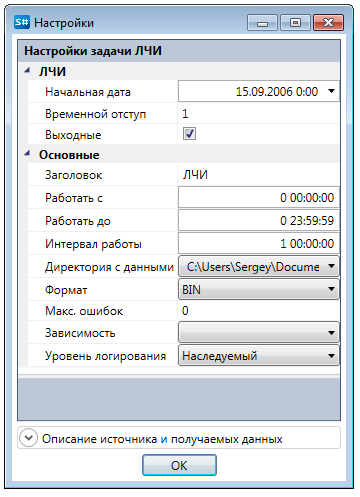 S# Настройки
Настройки задачи ЛЧИ
ЛЧИ
Начальная дата 15.09.2006 0:00
Временной отступ 1
Выходные
Основные
Заголовок ЛЧИ
Работать с 0 00:00:00
Работать до 0 23:59:59
Интервал работы 1 00:00:00
Директория с данными C:\Users\Sergey\Docume
Формат BIN
Макс. ошибок 0
Зависимость
Уровень логирования Наследуемый
Описание источника и получаемых данных
OK